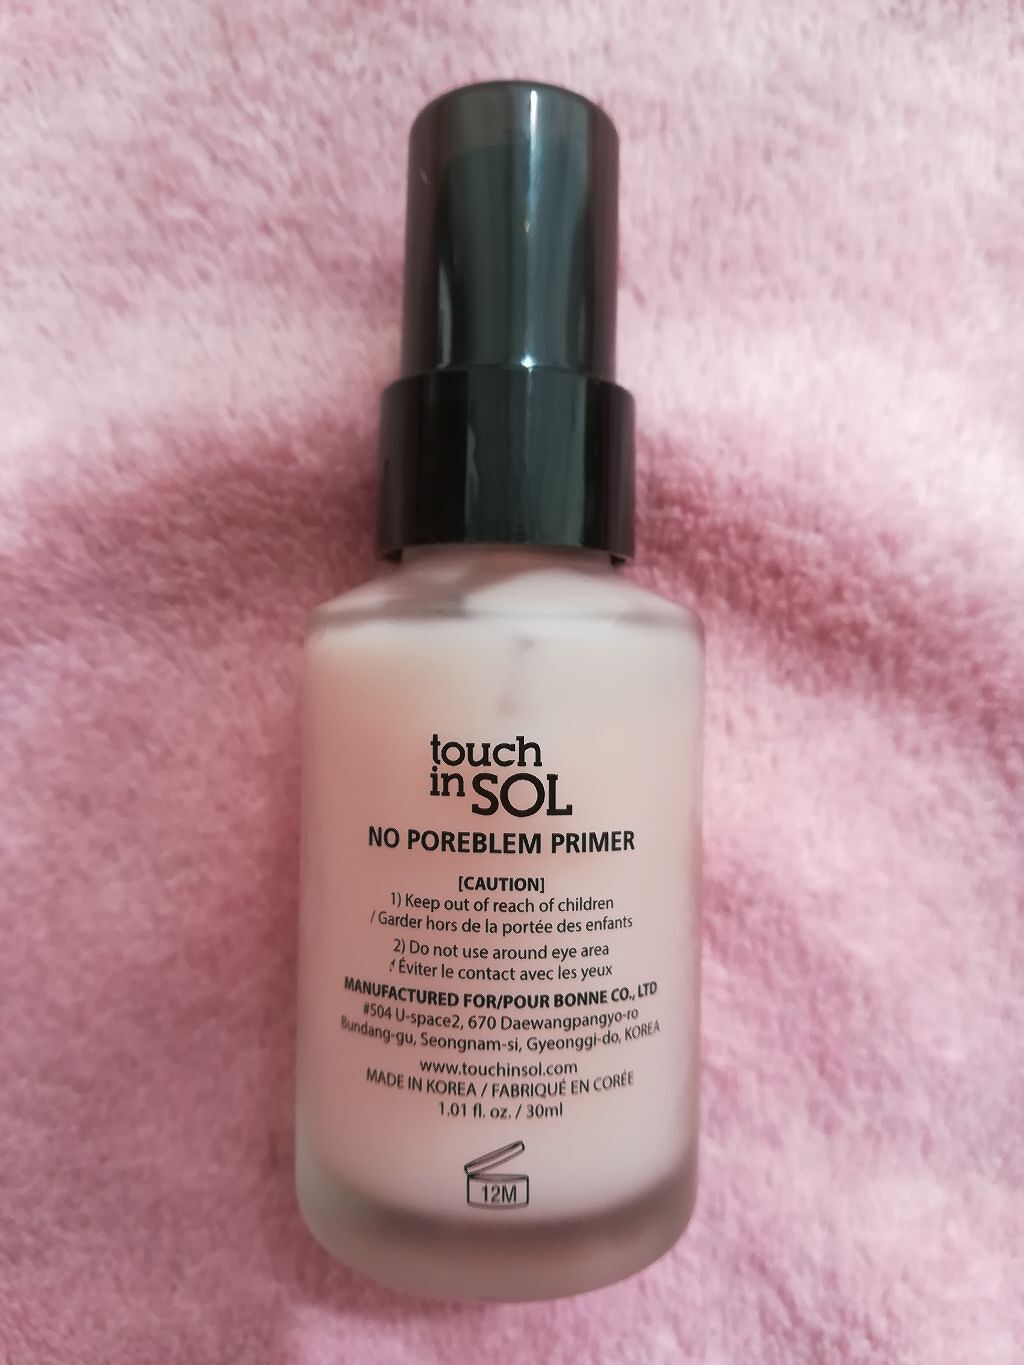 touch
in SOL
NO POREBLEM PRIMER
[CAUTION]
1) Keep out of reach of children
/ Garder hors de la portée des enfants
2) Do not use around eye area
/ Éviter le contact avec les yeux
MANUFACTURED FOR/POUR BONNE CO., LTD
#504 U-space2, 670 Daewangpangyo-ro
Bundang-gu, Seongnam-si, Gyeonggi-do, KOREA
www.touchinsol.com
MADE IN KOREA / FABRIQUÉ EN CORÉE
1.01 fl. oz. / 30ml
12M